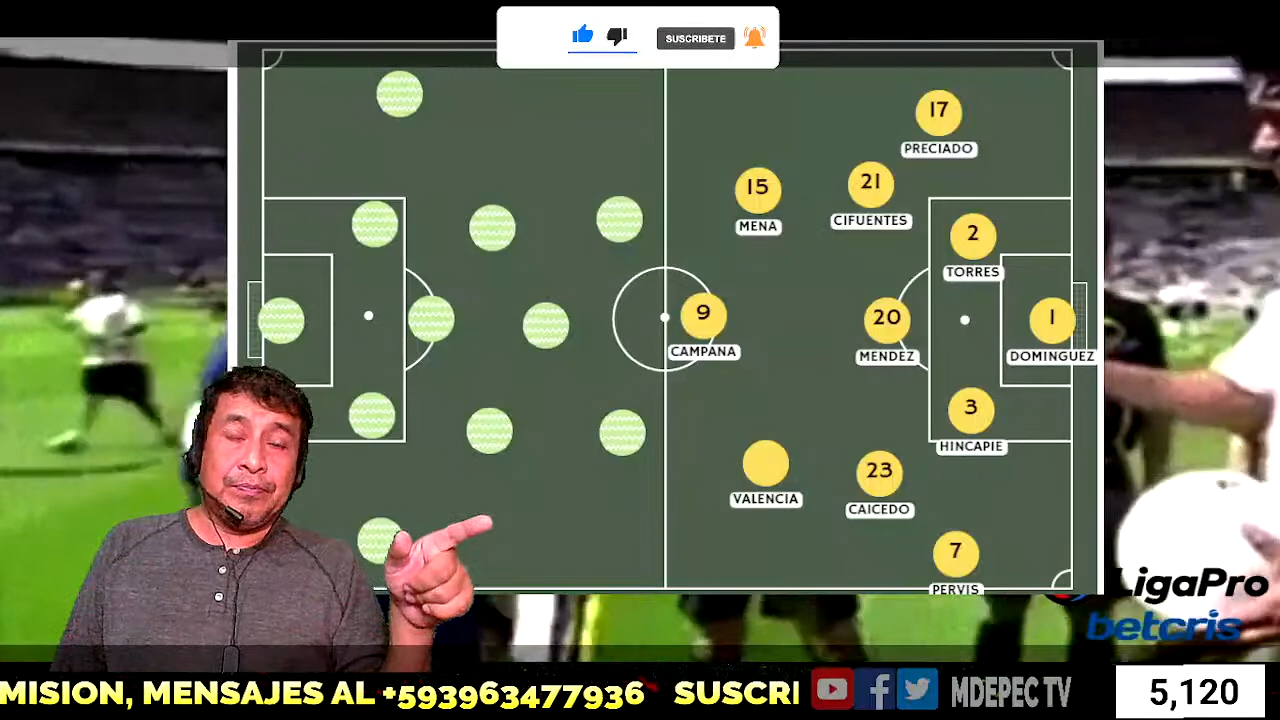 SUSCRIBETE
17
PRECIADO
15
MENA
21
CIFUENTES
2
TORRES
9
CAMPANA
20
MENDEZ
1
DOMINGUEZ
3
HINCAPIE
VALENCIA
23
CAICEDO
7
PERVIS
LigaPro
betcris
MISION, MENSAJES AL +593963477936 SUSCRI
MDEPEC TV
5,120